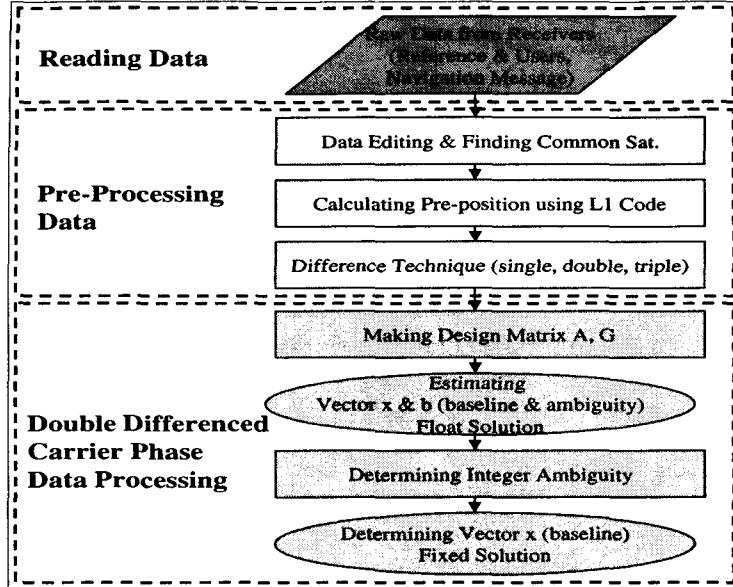 Reading Data
Raw Data from Receivers
(Reference & Users,
Navigation Message)
Pre-Processing
Data
Data Editing & Finding Common Sat.
Calculating Pre-position using L1 Code
Difference Technique (single, double, triple)
Double Differenced
Carrier Phase
Data Processing
Making Design Matrix A, G
Estimating
Vector x & b (baseline & ambiguity)
Float Solution
Determining Integer Ambiguity
Determining Vector x (baseline)
Fixed Solution